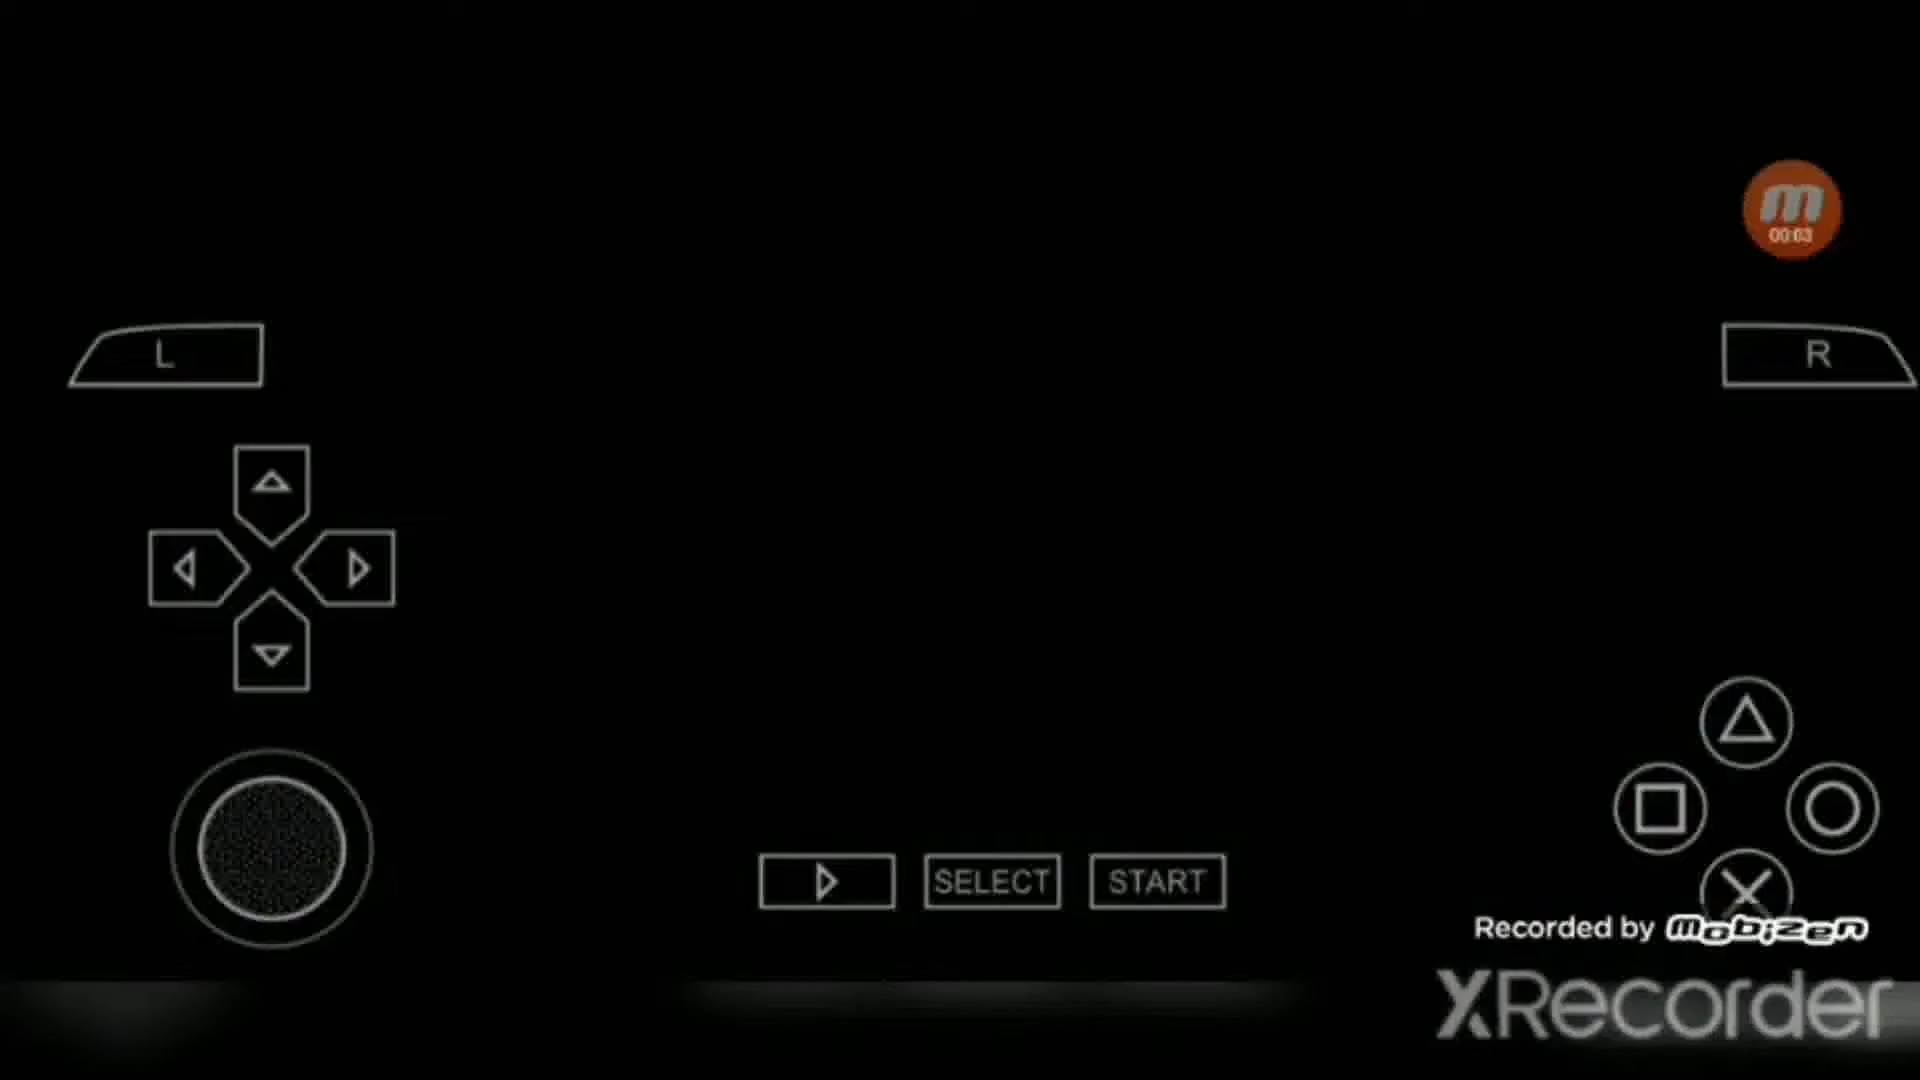 m
00:03
L
R
SELECT
START
Recorded by mobizen
XRecorder